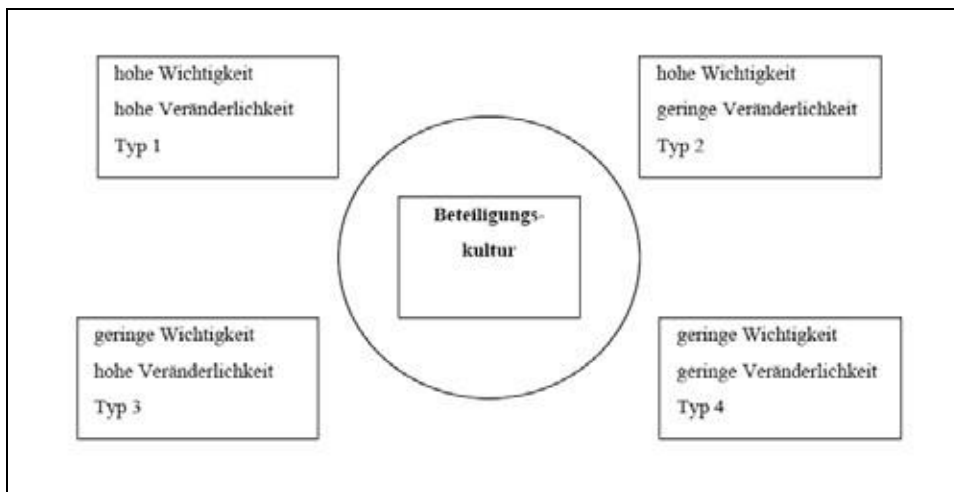 hohe Wichtigkeit
hohe Veränderlichkeit
Typ 1
hohe Wichtigkeit
geringe Veränderlichkeit
Typ 2
Beteiligungs-
kultur
geringe Wichtigkeit
hohe Veränderlichkeit
Typ 3
geringe Wichtigkeit
geringe Veränderlichkeit
Typ 4